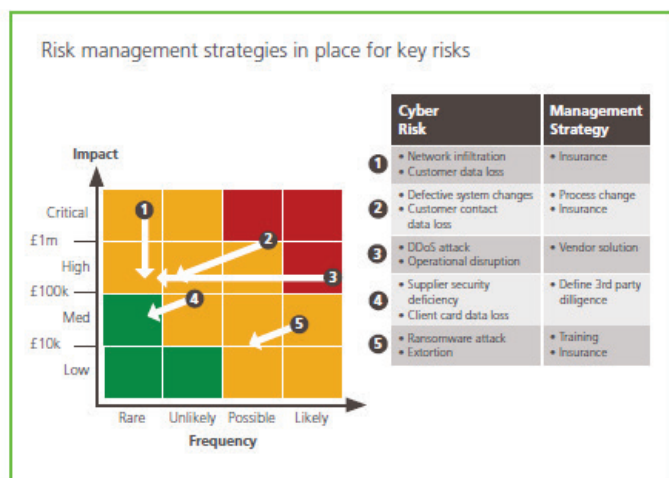 Risk management strategies in place for key risks
Impact
Critical
£1m
High
£100k
Med
£10k
Low
Rare Unlikely Possible Likely
Frequency
1
2
3
4
5
Cyber
Risk
Management
Strategy
1
• Network infiltration
• Customer data loss
• Insurance
2
• Defective system changes
• Customer contact
data loss
• Process change
• Insurance
3
• DDoS attack
• Operational disruption
• Vendor solution
4
• Supplier security
deficiency
• Client card data loss
• Define 3rd party
dilligence
5
• Ransomware attack
• Extortion
• Training
• Insurance